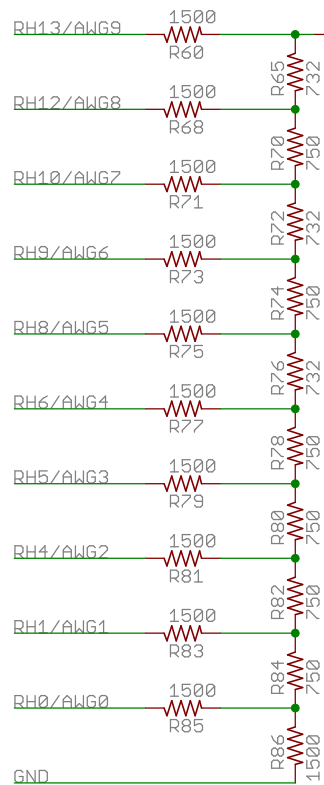 1500
RH13/AWG9
R60
R65
732
1500
RH12/AWG8
R68
R70
750
1500
RH10/AWG7
R71
R72
732
1500
RH9/AWG6
R73
R74
750
1500
RH8/AWG5
R75
R76
732
1500
RH6/AWG4
R77
R78
750
1500
RH5/AWG3
R79
R80
750
1500
RH4/AWG2
R81
R82
750
1500
RH1/AWG1
R83
R84
750
1500
RH0/AWG0
R85
R86
1500
GND